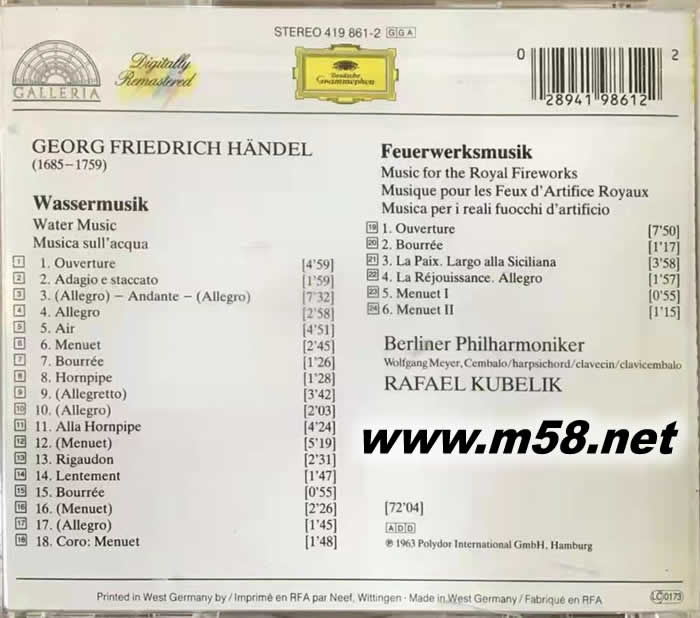 STEREO 419 861-2 GGA
GALLERIA
Digitally
Remastered
Deutsche
Grammophon
0 28941 98612 2
GEORG FRIEDRICH HÄNDEL
(1685–1759)
Wassermusik
Water Music
Musica sull'acqua
1 1. Ouverture [4'59]
2 2. Adagio e staccato [1'59]
3 3. (Allegro) – Andante – (Allegro) [7'32]
4 4. Allegro [2'58]
5 5. Air [4'51]
6 6. Menuet [2'45]
7 7. Bourrée [1'26]
8 8. Hornpipe [1'28]
9 9. (Allegretto) [3'42]
10 10. (Allegro) [2'03]
11 11. Alla Hornpipe [4'24]
12 12. (Menuet) [5'19]
13 13. Rigaudon [2'31]
14 14. Lentement [1'47]
15 15. Bourrée [0'55]
16 16. (Menuet) [2'26]
17 17. (Allegro) [1'45]
18 18. Coro: Menuet [1'48]
Feuerwerksmusik
Music for the Royal Fireworks
Musique pour les Feux d'Artifice Royaux
Musica per i reali fuocchi d'artificio
19 1. Ouverture [7'50]
20 2. Bourrée [1'17]
21 3. La Paix. Largo alla Siciliana [3'58]
22 4. La Réjouissance. Allegro [1'57]
23 5. Menuet I [0'55]
24 6. Menuet II [1'15]
Berliner Philharmoniker
Wolfgang Meyer, Cembalo/harpsichord/clavecin/clavicembalo
RAFAEL KUBELIK
www.m58.net
[72'04]
ADD
℗ 1963 Polydor International GmbH, Hamburg
Printed in West Germany by / Imprimé en RFA par Neef, Wittingen · Made in West Germany / Fabriqué en RFA
LC 0173